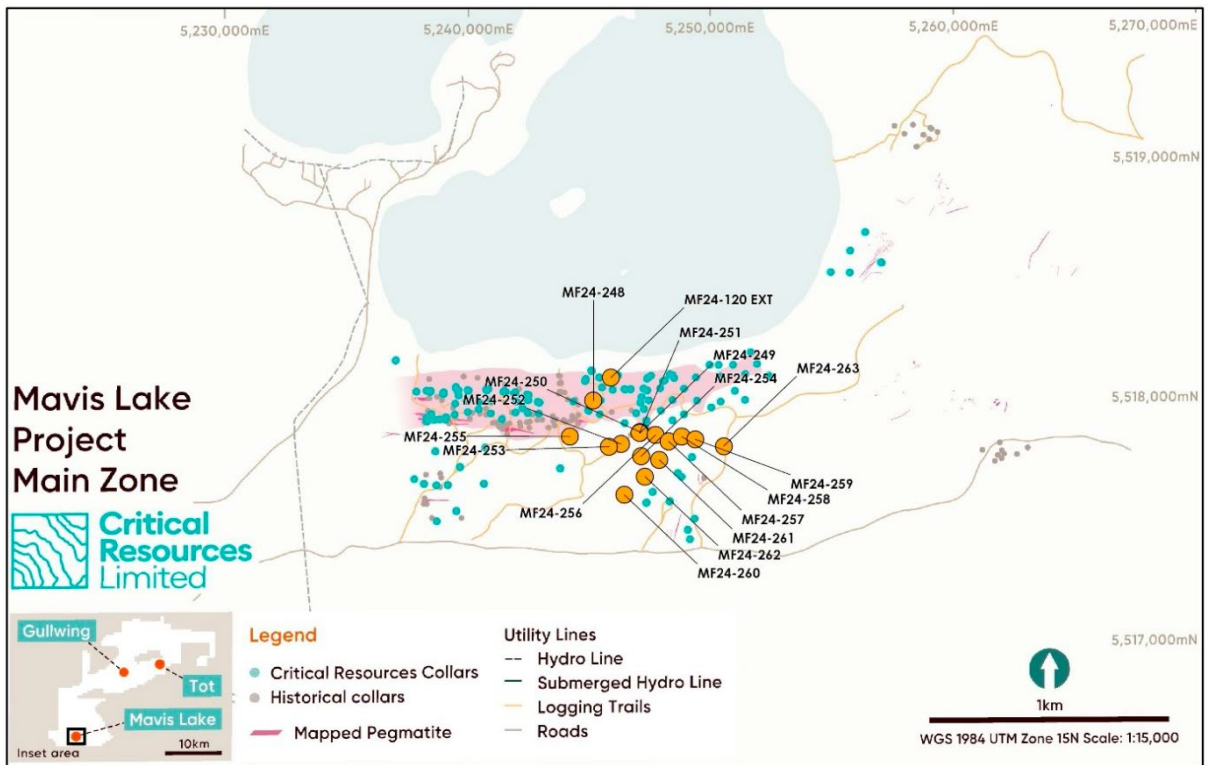 5,230,000mE
5,240,000mE
5,250,000mE
5,260,000mE
5,270,000mE
5,519,000mN
MF24-248
MF24-120 EXT
MF24-251
MF24-249
MF24-250
MF24-254
MF24-263
MF24-252
5,518,000mN
MF24-255
MF24-253
MF24-259
MF24-258
MF24-256
MF24-257
MF24-261
MF24-262
MF24-260
Mavis Lake
Project
Main Zone
Critical
Resources
Limited
5,517,000mN
Gullwing
Tot
Mavis Lake
Inset area
10km
Legend
Critical Resources Collars
Historical collars
Mapped Pegmatite
Utility Lines
Hydro Line
Submerged Hydro Line
Logging Trails
Roads
1km
WGS 1984 UTM Zone 15N Scale: 1:15,000